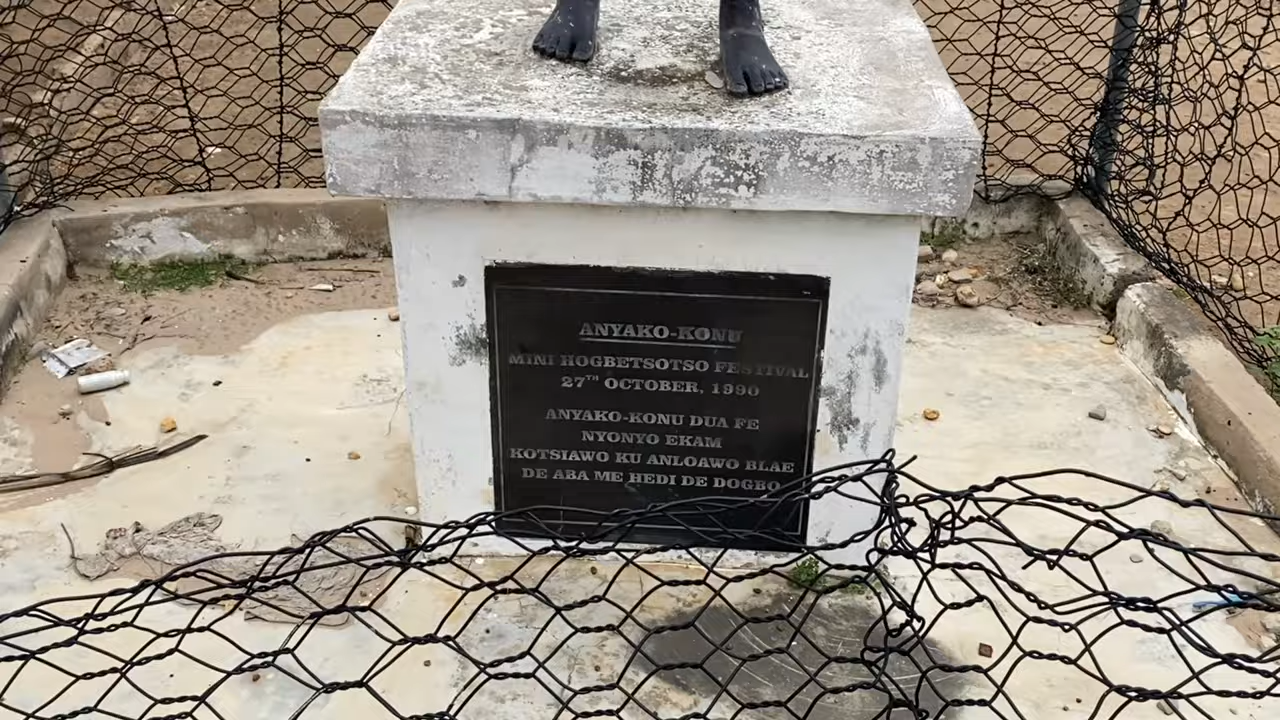 ANYAKO-KONU
MINI HOGBETSOTSO FESTIVAL
27TH OCTOBER, 1990
ANYAKO-KONU DUA FE
NYONYO EKAM
KOTSIAWO KU ANLOAWO BLAE
DE ABA ME HEDI DE DOGBO